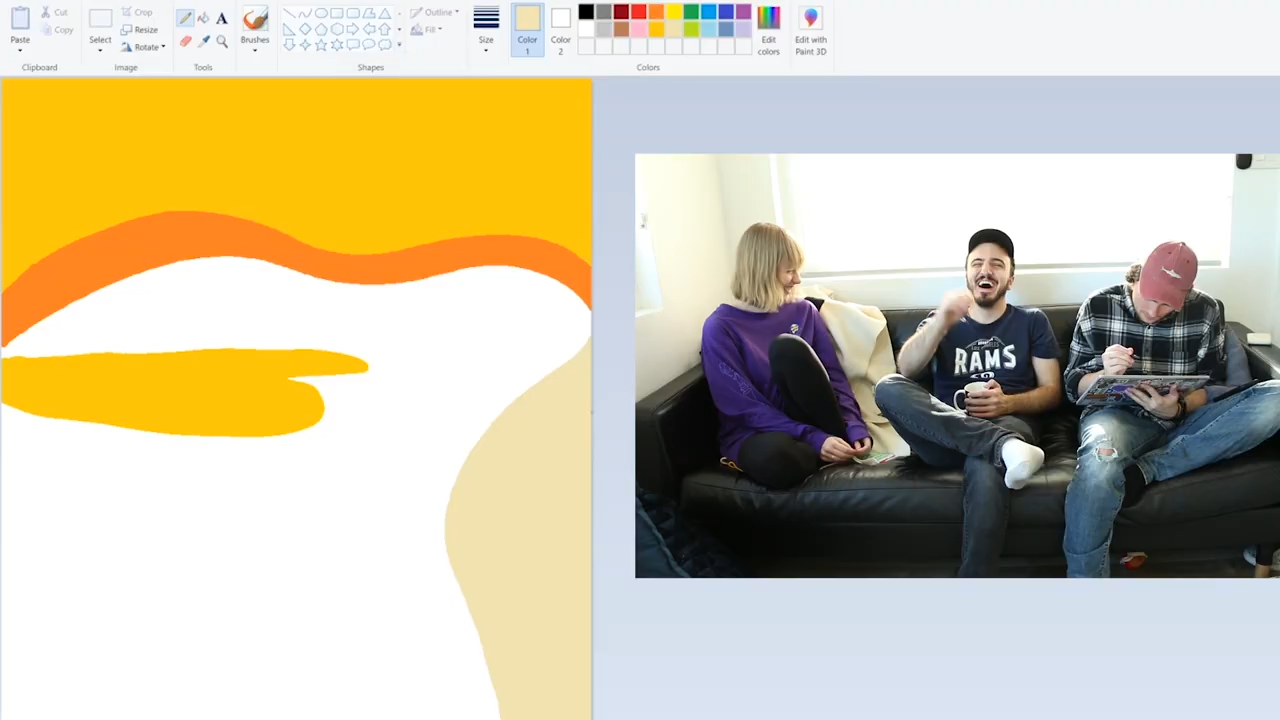 Cut
Copy
Paste
Clipboard
Select
Crop
Resize
Rotate
Image
A
Tools
Brushes
Shapes
Outline
Fill
Size
Color
1
Color
2
Edit
colors
Colors
Edit with
Paint 3D
RAMS